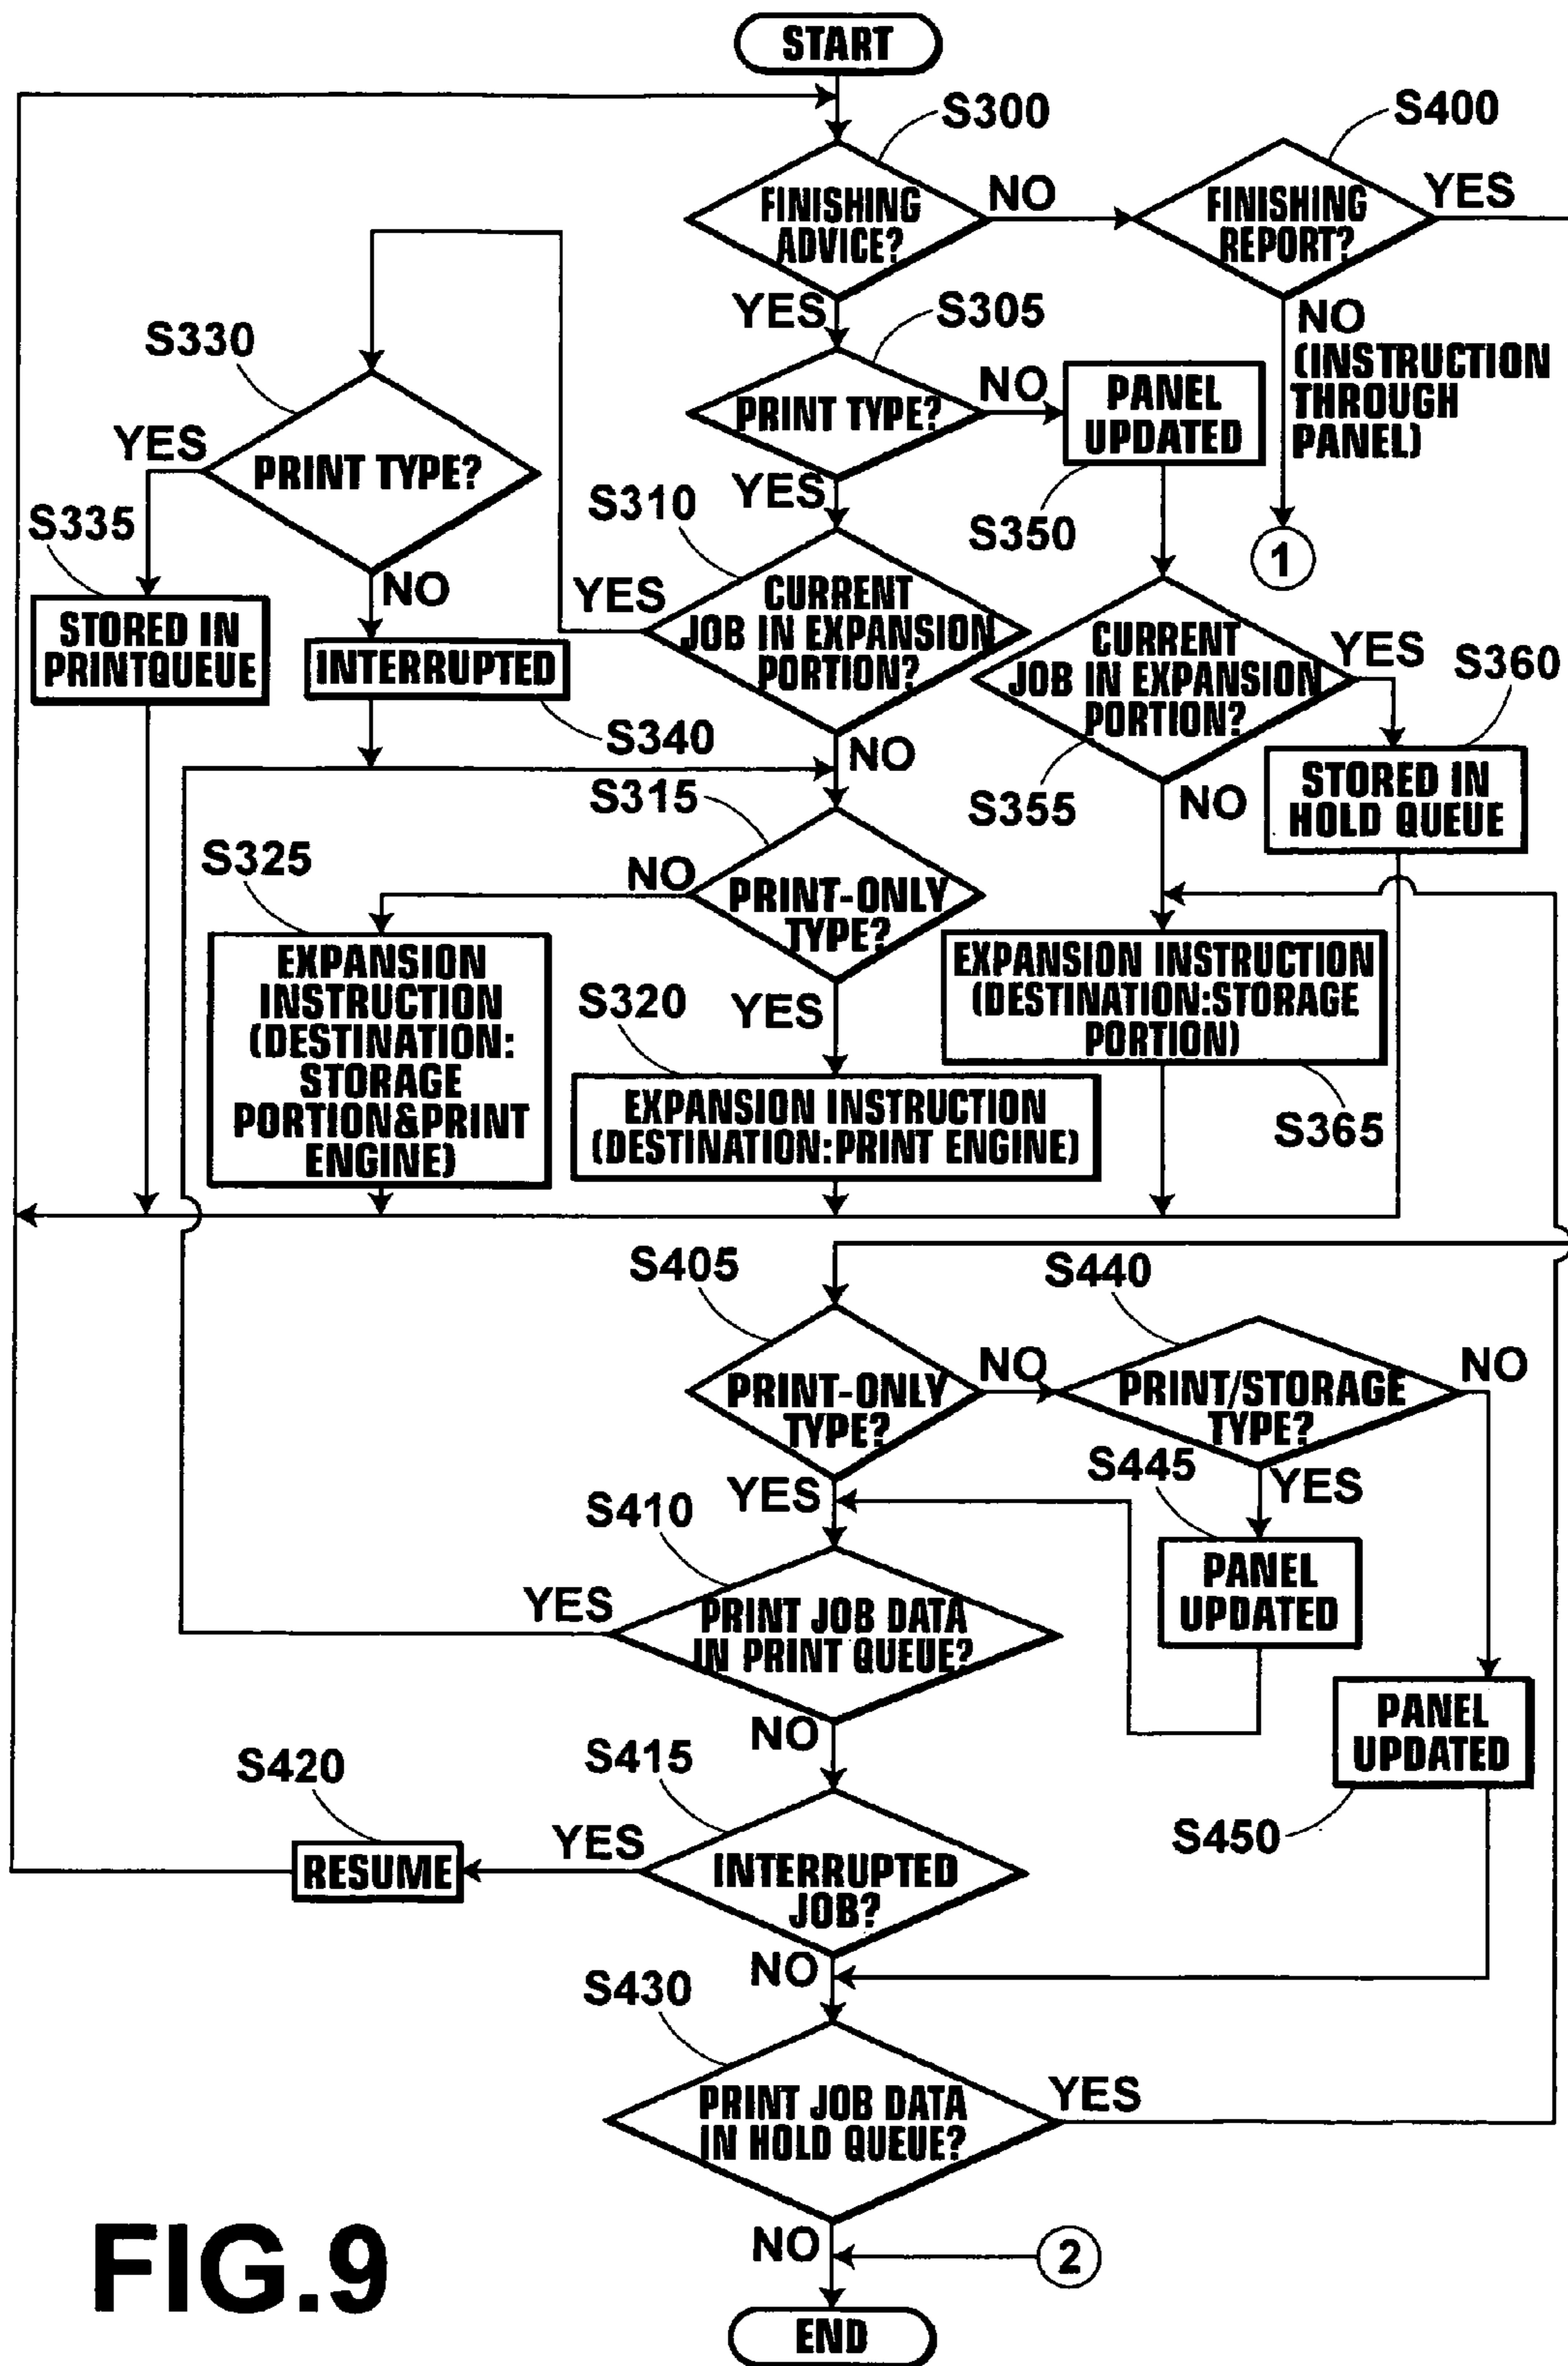 START
S300
S400
FINISHING
ADVICE?
NO
FINISHING
REPORT?
YES
YES
S305
NO
(INSTRUCTION
THROUGH
PANEL)
S330
PRINT TYPE?
NO
PANEL
UPDATED
YES
PRINT TYPE?
YES
S310
S350
1
S335
NO
YES
CURRENT
JOB IN EXPANSION
PORTION?
CURRENT
JOB IN EXPANSION
PORTION?
YES
S360
STORED IN
PRINTQUEUE
INTERRUPTED
S340
NO
S315
S355
NO
STORED IN
HOLD QUEUE
S325
NO
PRINT-ONLY
TYPE?
EXPANSION
INSTRUCTION
(DESTINATION:
STORAGE
PORTION&PRINT
ENGINE)
S320
YES
EXPANSION INSTRUCTION
(DESTINATION:STORAGE
PORTION)
EXPANSION INSTRUCTION
(DESTINATION:PRINT ENGINE)
S365
S405
S440
NO
NO
PRINT-ONLY
TYPE?
PRINT/STORAGE
TYPE?
YES
S445
YES
S410
PANEL
UPDATED
YES
PRINT JOB DATA
IN PRINT QUEUE?
PANEL
UPDATED
NO
S415
S420
YES
S450
RESUME
INTERRUPTED
JOB?
NO
S430
PRINT JOB DATA
IN HOLD QUEUE?
YES
NO
2
END
FIG.9